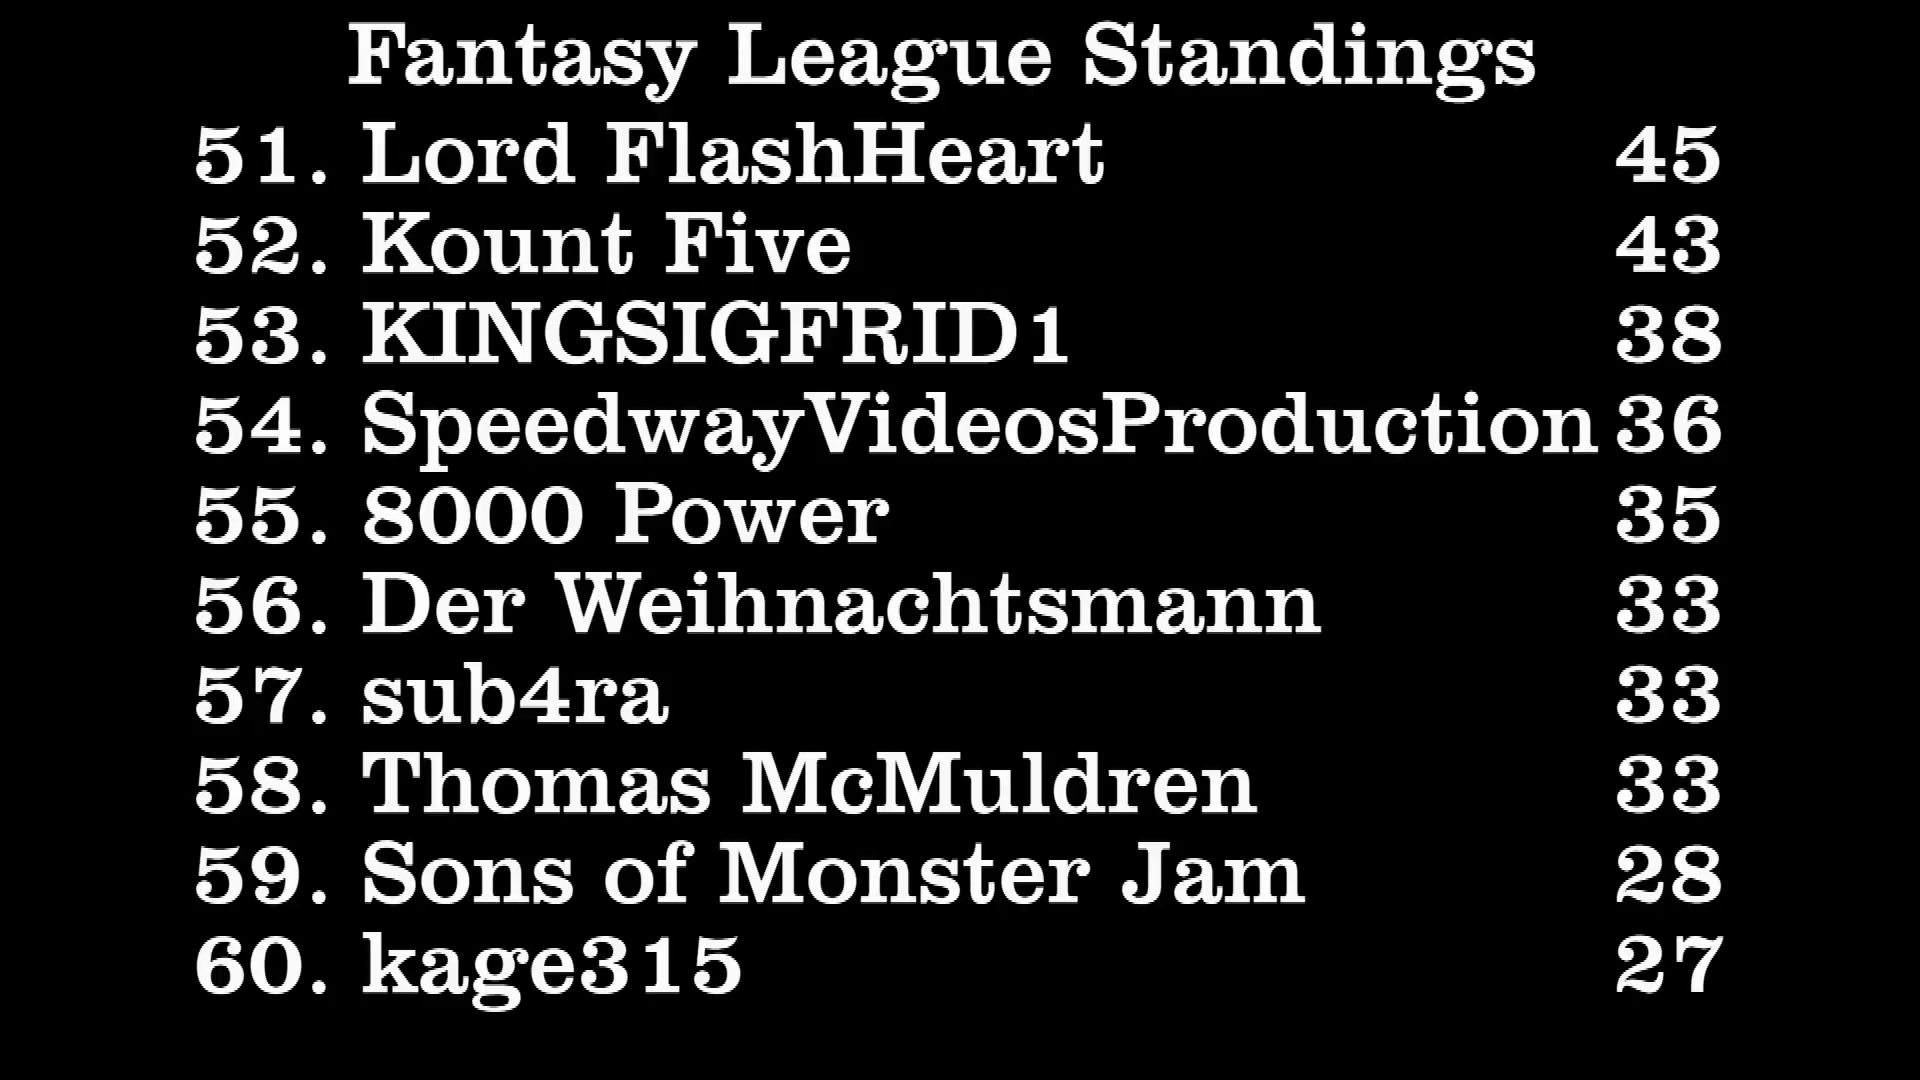 Fantasy League Standings
51. Lord FlashHeart 45
52. Kount Five 43
53. KINGSIGFRID1 38
54. SpeedwayVideosProduction 36
55. 8000 Power 35
56. Der Weihnachtsmann 33
57. sub4ra 33
58. Thomas McMuldren 33
59. Sons of Monster Jam 28
60. kage315 27